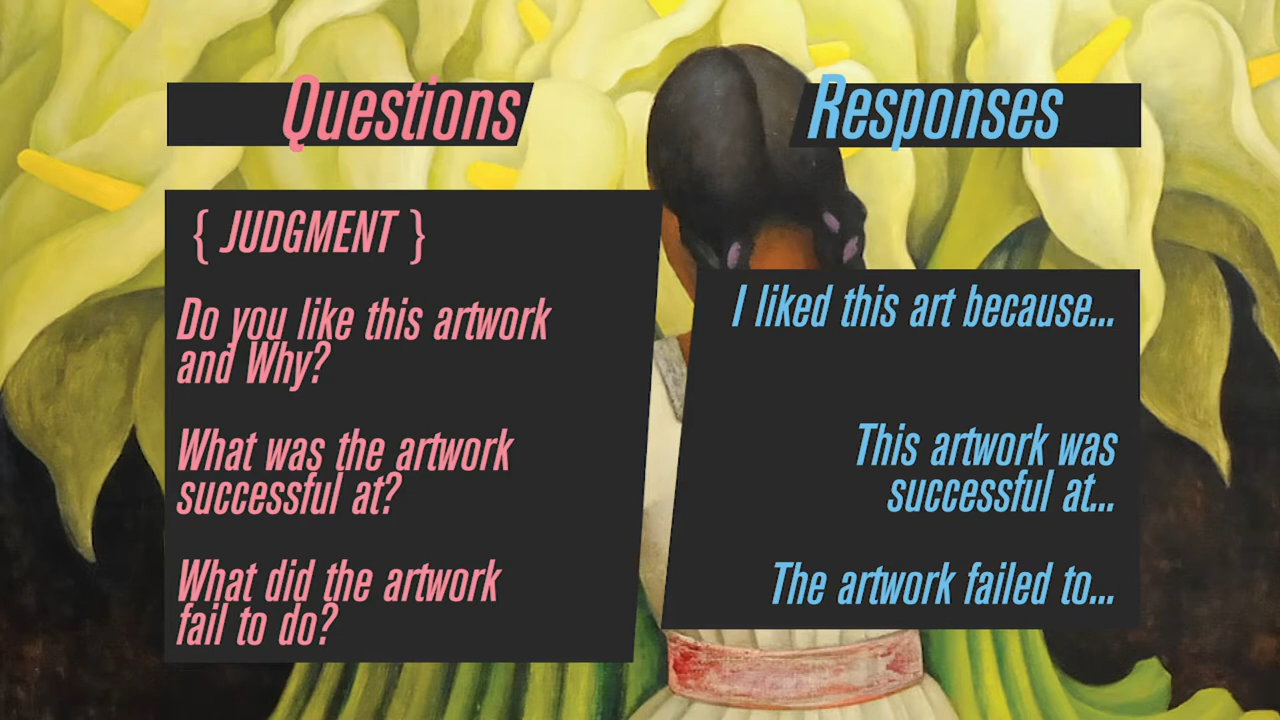 Questions
{ JUDGMENT }
Do you like this artwork
and Why?
What was the artwork
successful at?
What did the artwork
fail to do?
Responses
I liked this art because...
This artwork was
successful at...
The artwork failed to...